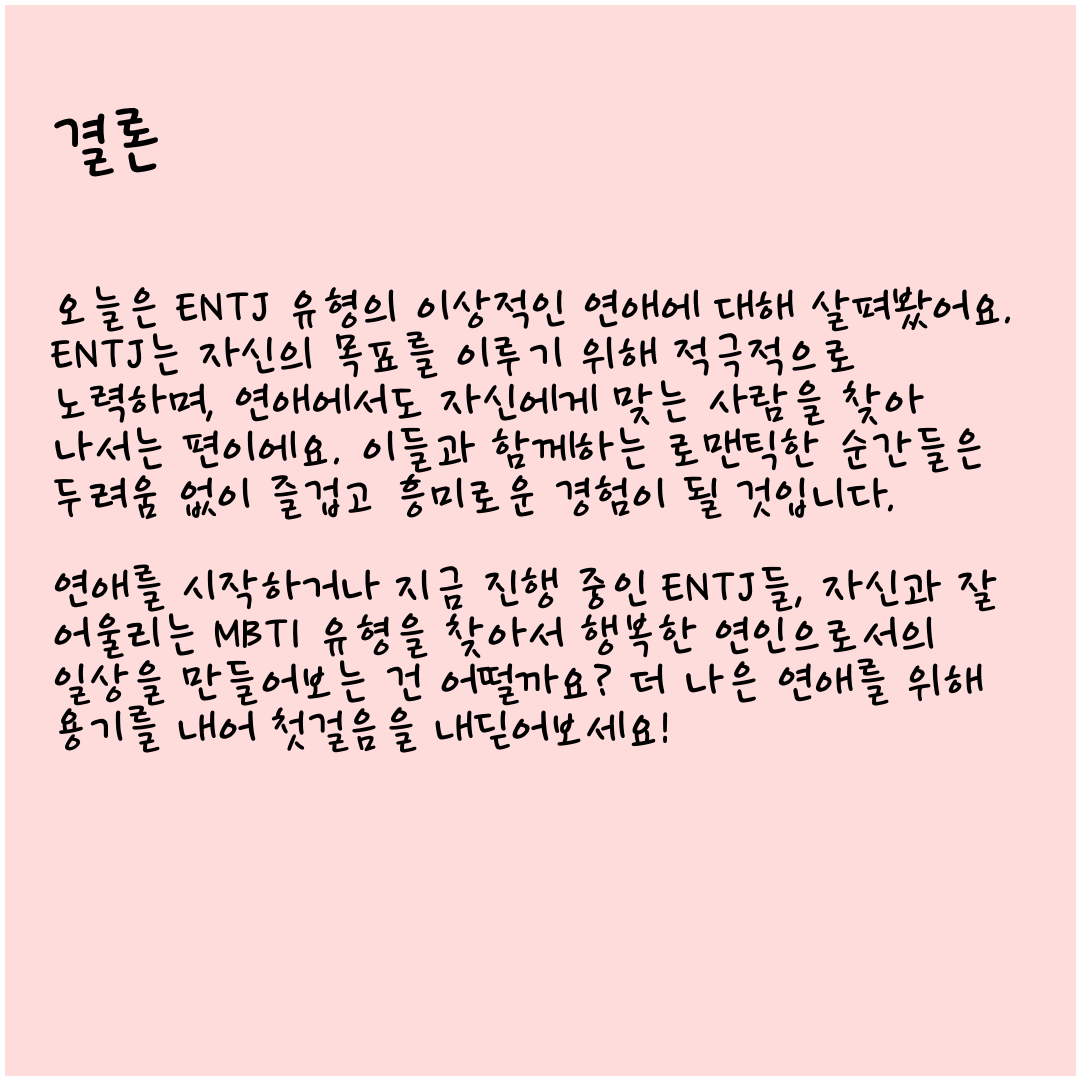 결론
오늘은 ENTJ 유형의 이상적인 연애에 대해 살펴봤어요.
ENTJ는 자신의 목표를 이루기 위해 적극적으로
노력하며, 연애에서도 자신에게 맞는 사람을 찾아
나서는 편이에요. 이들과 함께하는 로맨틱한 순간들은
두려움 없이 즐겁고 흥미로운 경험이 될 것입니다.
연애를 시작하거나 지금 진행 중인 ENTJ들, 자신과 잘
어울리는 MBTI 유형을 찾아서 행복한 연인으로서의
일상을 만들어보는 건 어떨까요? 더 나은 연애를 위해
용기를 내어 첫걸음을 내딛어보세요!